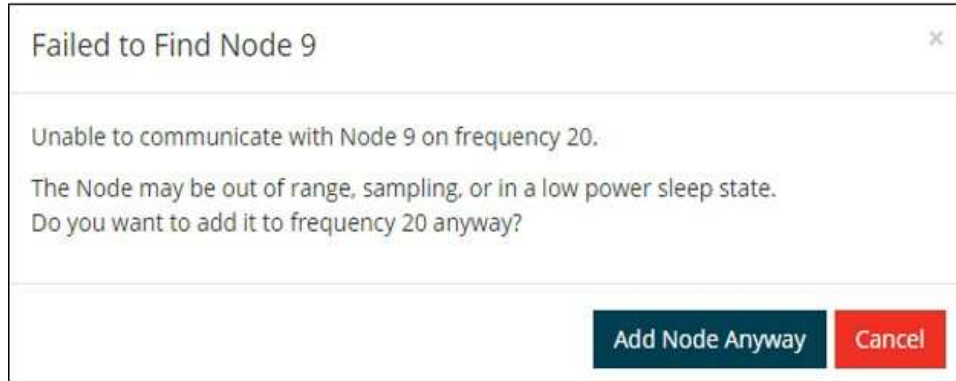 Failed to Find Node 9
×
Unable to communicate with Node 9 on frequency 20.
The Node may be out of range, sampling, or in a low power sleep state.
Do you want to add it to frequency 20 anyway?
Add Node Anyway Cancel